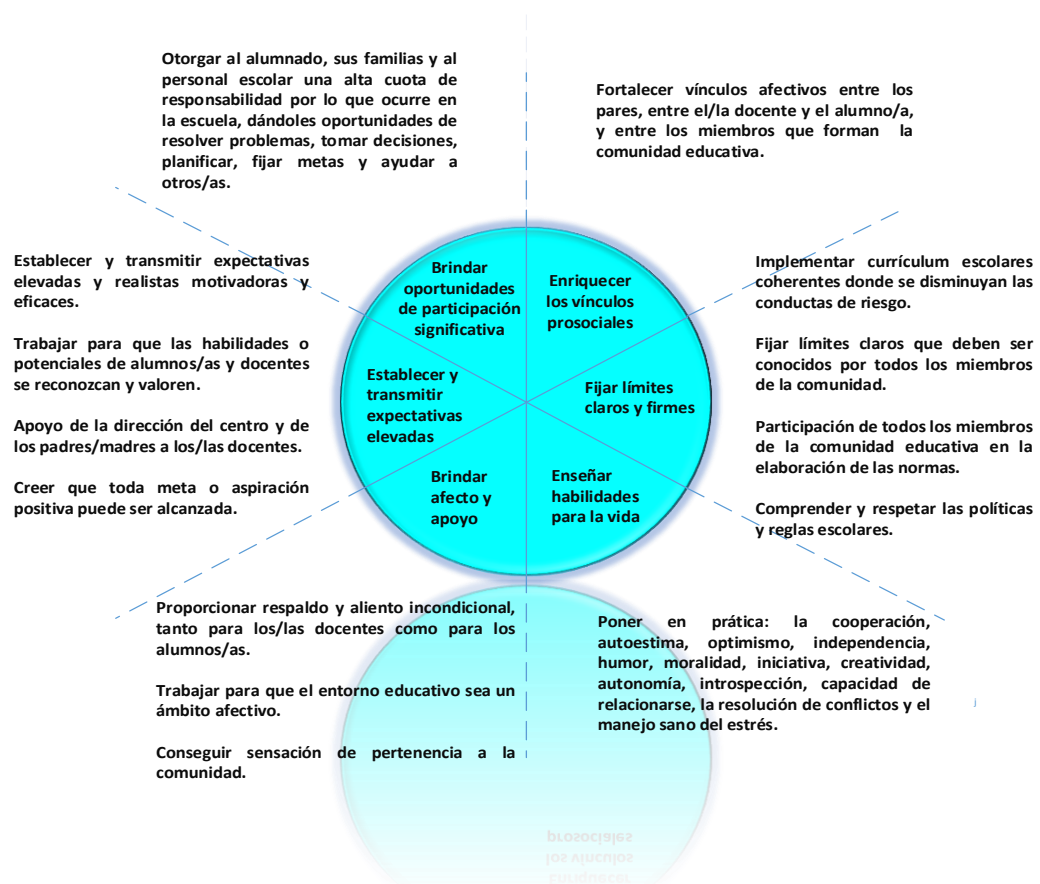 Otorgar al alumnado, sus familias y al
personal escolar una alta cuota de
responsabilidad por lo que ocurre en
la escuela, dándoles oportunidades de
resolver problemas, tomar decisiones,
planificar, fijar metas y ayudar a
otros/as.
Fortalecer vínculos afectivos entre los
pares, entre el/la docente y el alumno/a,
y entre los miembros que forman la
comunidad educativa.
Establecer y transmitir expectativas
elevadas y realistas motivadoras y
eficaces.
Trabajar para que las habilidades o
potenciales de alumnos/as y docentes
se reconozcan y valoren.
Apoyo de la dirección del centro y de
los padres/madres a los/las docentes.
Creer que toda meta o aspiración
positiva puede ser alcanzada.
Brindar
oportunidades
de participación
significativa
Enriquecer
los vínculos
prosociales
Establecer y
transmitir
expectativas
elevadas
Fijar límites
claros y firmes
Brindar
afecto y
apoyo
Enseñar
habilidades
para la vida
Implementar currículum escolares
coherentes donde se disminuyan las
conductas de riesgo.
Fijar límites claros que deben ser
conocidos por todos los miembros
de la comunidad.
Participación de todos los miembros
de la comunidad educativa en la
elaboración de las normas.
Comprender y respetar las políticas
y reglas escolares.
Proporcionar respaldo y aliento incondicional,
tanto para los/las docentes como para los
alumnos/as.
Trabajar para que el entorno educativo sea un
ámbito afectivo.
Conseguir sensación de pertenencia a la
comunidad.
Poner en prática: la cooperación,
autoestima, optimismo, independencia,
humor, moralidad, iniciativa, creatividad,
autonomía, introspección, capacidad de
relacionarse, la resolución de conflictos y el
manejo sano del estrés.
prosociales
los vínculos
Enriquecer